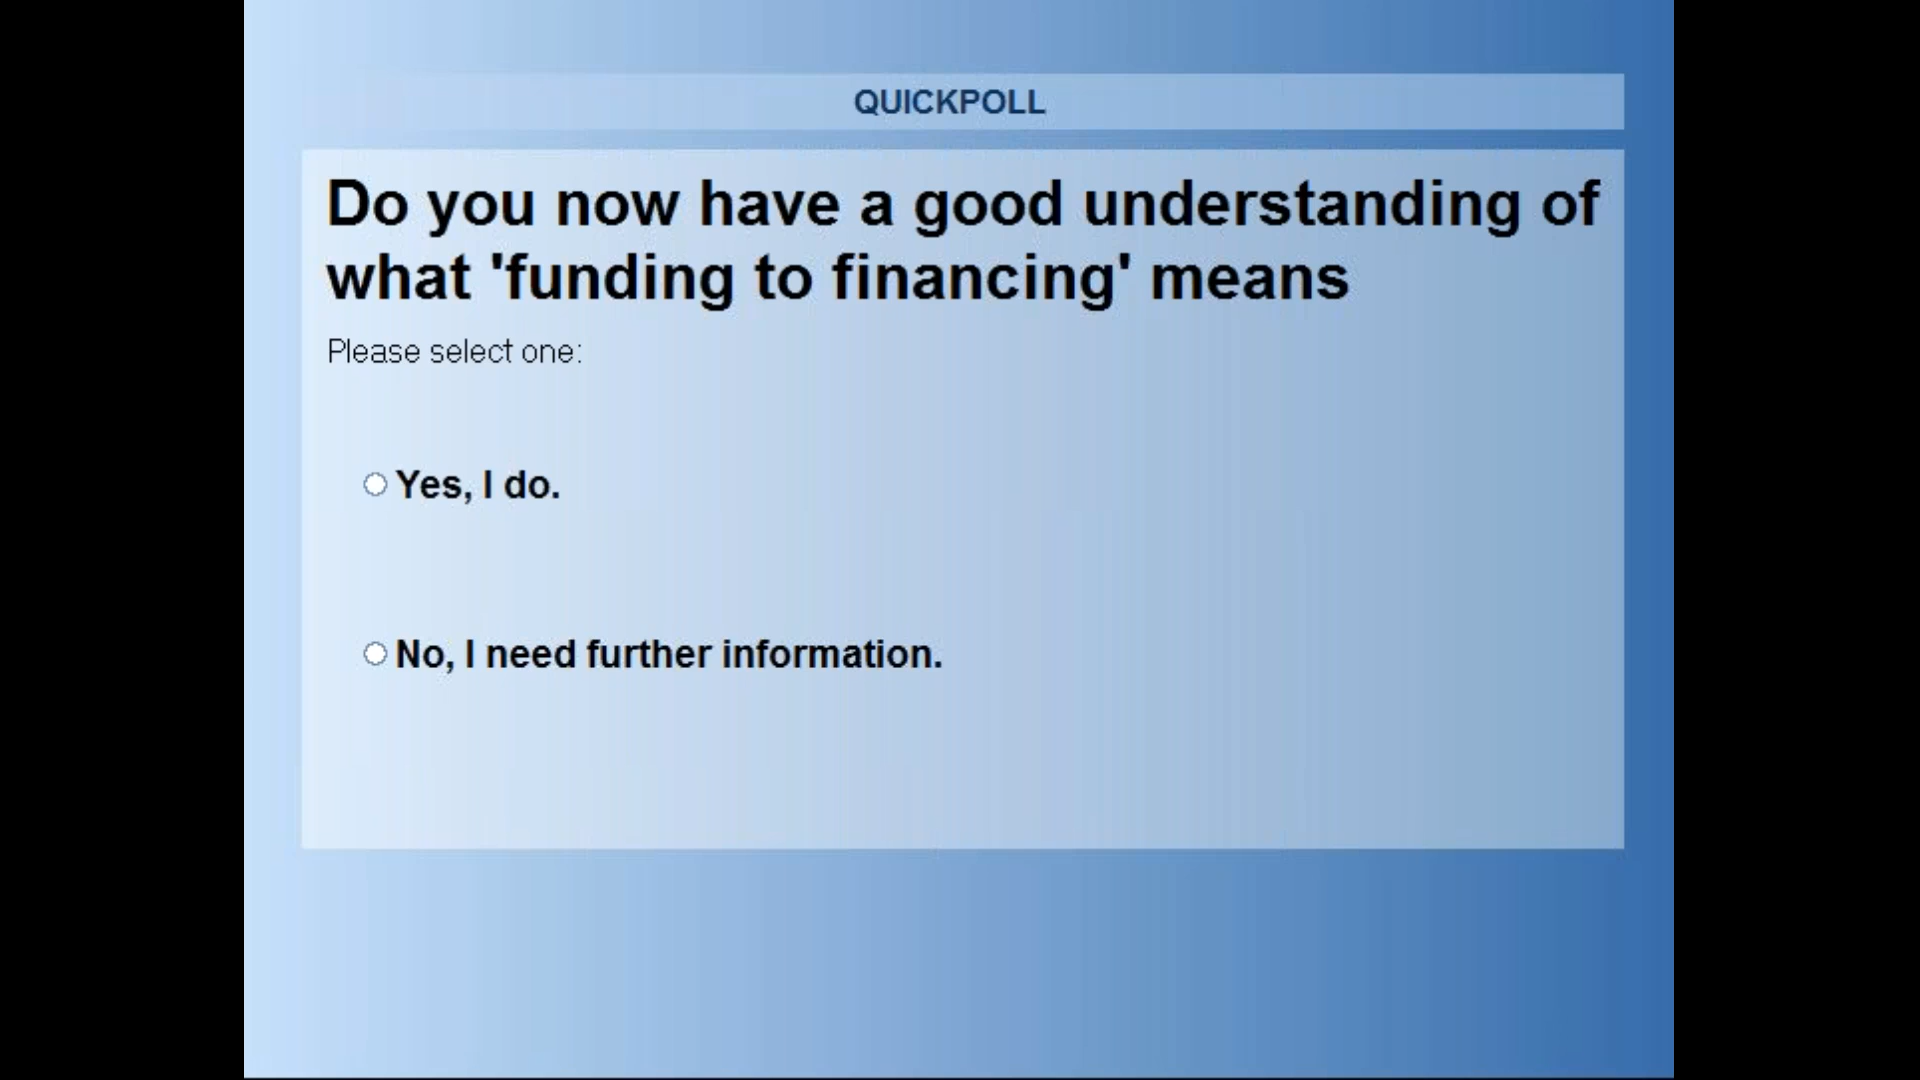 QUICKPOLL
Do you now have a good understanding of
what 'funding to financing' means
Please select one:
Yes, I do.
No, I need further information.